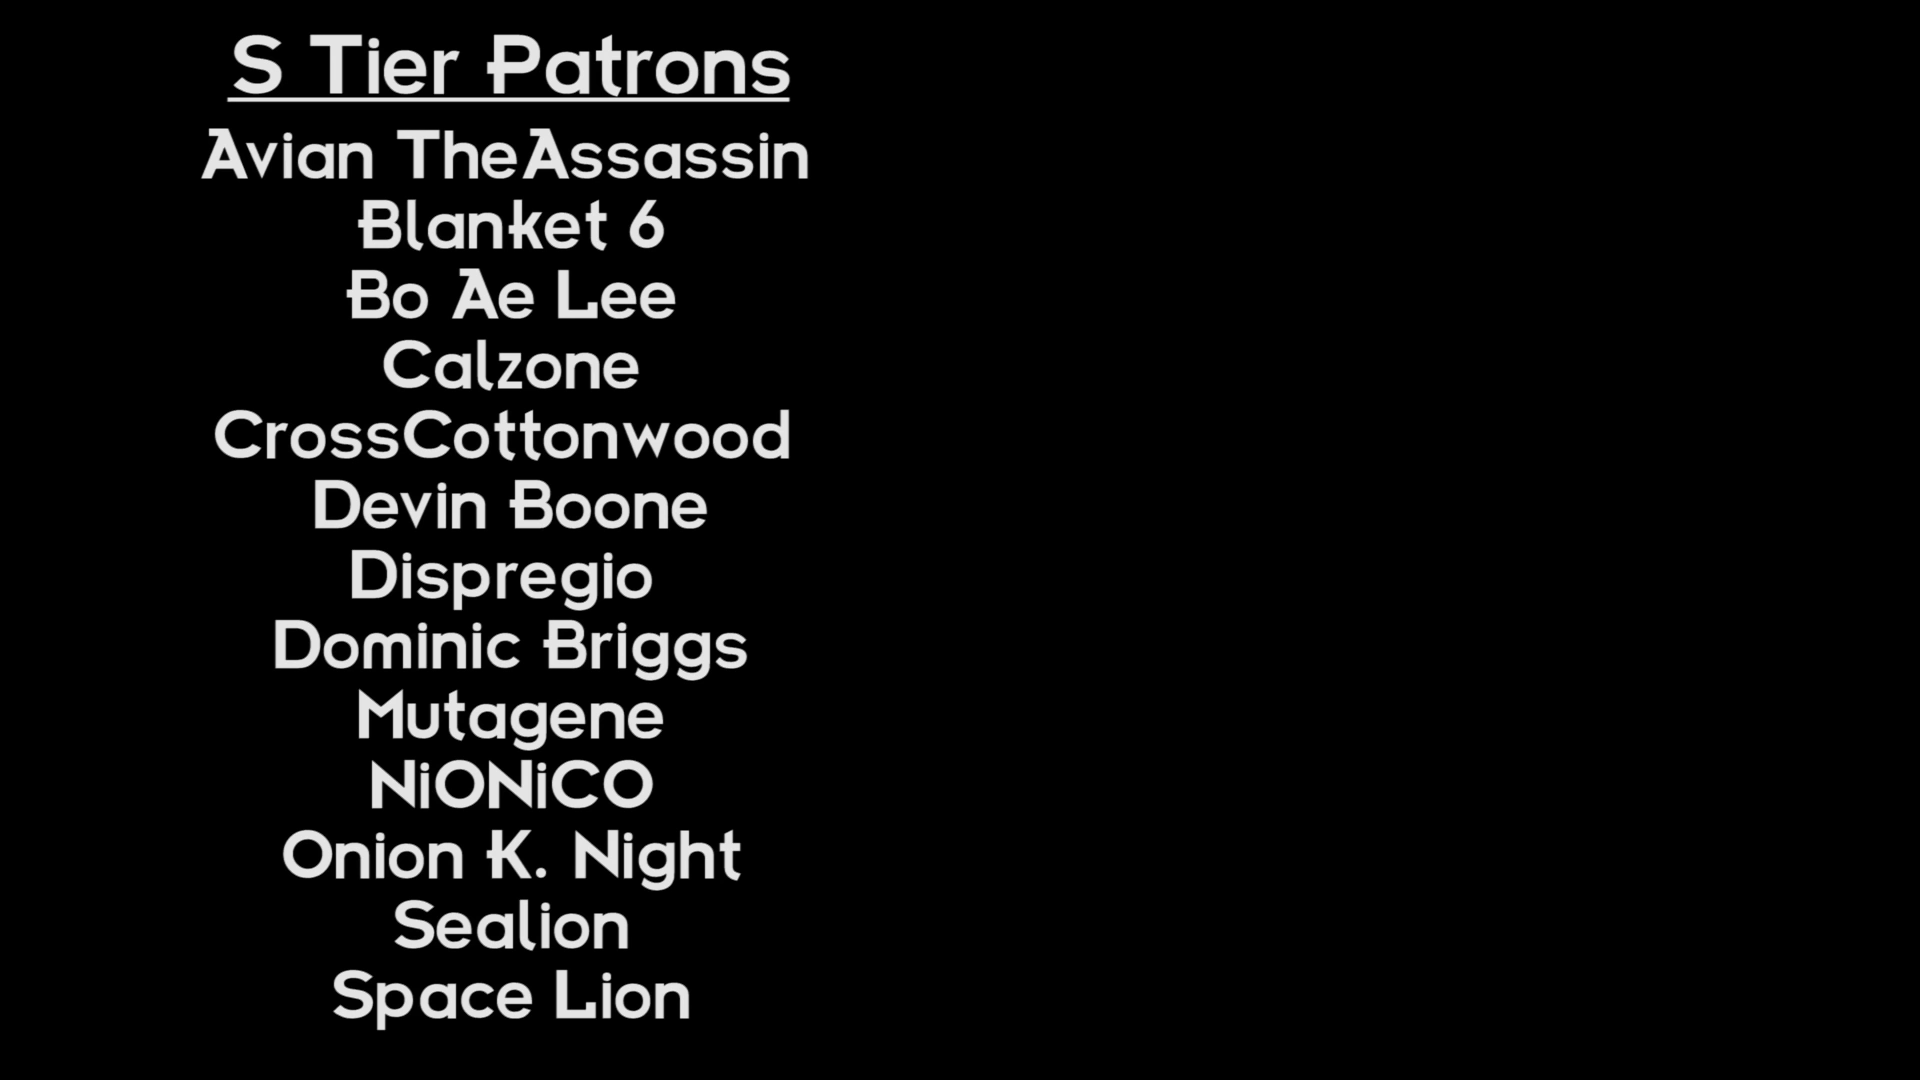 S Tier Patrons
Avian TheAssassin
Blanket 6
Bo Ae Lee
Calzone
CrossCottonwood
Devin Boone
Dispregio
Dominic Briggs
Mutagene
NiONiCO
Onion K. Night
Sealion
Space Lion